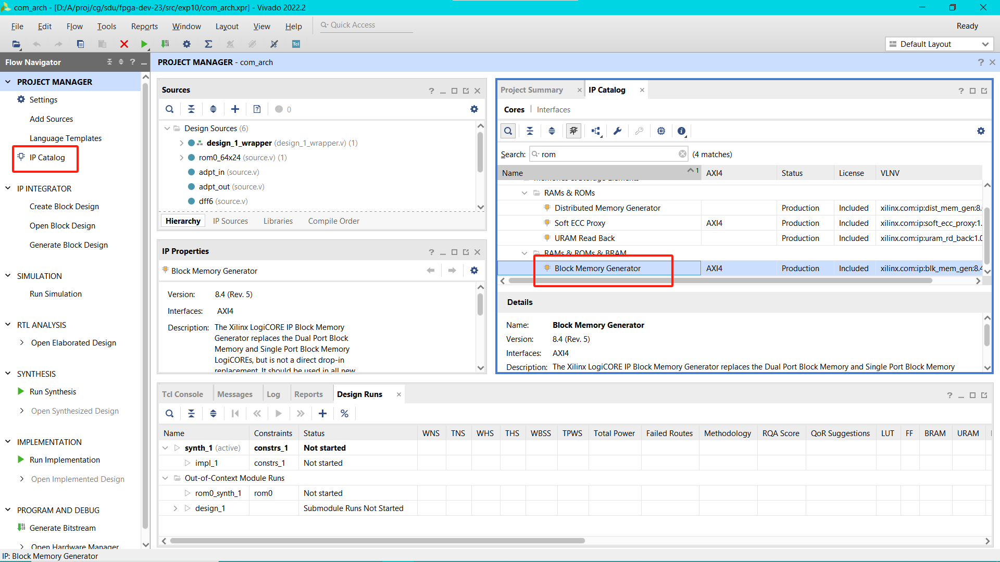 com_arch - [D:/A/proj/cg/sdu/fpga-dev-23/src/exp10/com_arch.xpr] - Vivado 2022.2
File Edit Flow Tools Reports Window Layout View Help Quick Access Ready
Tcl Default Layout
Flow Navigator
PROJECT MANAGER
Settings
Add Sources
Language Templates
IP Catalog
IP INTEGRATOR
Create Block Design
Open Block Design
Generate Block Design
SIMULATION
Run Simulation
RTL ANALYSIS
Open Elaborated Design
SYNTHESIS
Run Synthesis
Open Synthesized Design
IMPLEMENTATION
Run Implementation
Open Implemented Design
PROGRAM AND DEBUG
Generate Bitstream
Open Hardware Manager
PROJECT MANAGER - com_arch
Sources
0
Design Sources (6)
design_1_wrapper (design_1_wrapper.v) (1)
rom0_64x24 (source.v) (1)
adpt_in (source.v)
adpt_out (source.v)
dff6 (source.v)
Hierarchy IP Sources Libraries Compile Order
IP Properties
Block Memory Generator
Version: 8.4 (Rev. 5)
Interfaces: AXI4
Description: The Xilinx LogiCORE IP Block Memory
Generator replaces the Dual Port Block
Memory and Single Port Block Memory
LogiCOREs, but is not a direct drop-in
replacement. It should be used in all new
Project Summary IP Catalog
Cores Interfaces
Search: rom (4 matches)
Name 1 AXI4 Status License VLNV
Memories & Storage Elements
RAMs & ROMs
Distributed Memory Generator Production Included xilinx.com:ip:dist_mem_gen:8.
Soft ECC Proxy AXI4 Production Included xilinx.com:ip:soft_ecc_proxy:1.
URAM Read Back Production Included xilinx.com:ip:uram_rd_back:1.0
RAMs & ROMs & BRAM
Block Memory Generator AXI4 Production Included xilinx.com:ip:blk_mem_gen:8.4
Details
Name: Block Memory Generator
Version: 8.4 (Rev. 5)
Interfaces: AXI4
Description: The Xilinx LogiCORE IP Block Memory Generator replaces the Dual Port Block Memory and Single Port Block Memory
Tcl Console Messages Log Reports Design Runs
Name Constraints Status WNS TNS WHS THS WBSS TPWS Total Power Failed Routes Methodology RQA Score QoR Suggestions LUT FF BRAM URAM
synth_1 (active) constrs_1 Not started
impl_1 constrs_1 Not started
Out-of-Context Module Runs
rom0_synth_1 rom0 Not started
design_1 Submodule Runs Not Started
IP: Block Memory Generator